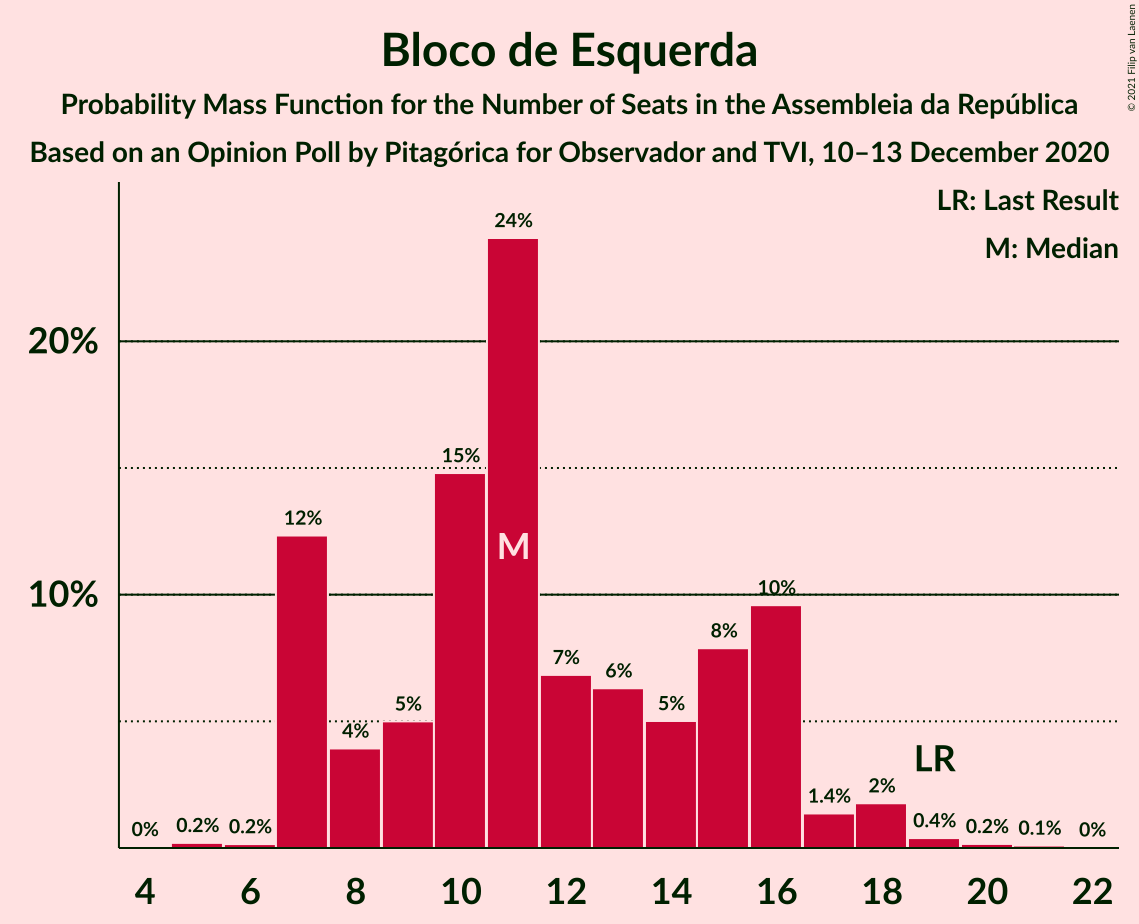 Bloco de Esquerda
Probability Mass Function for the Number of Seats in the Assembleia da República
Based on an Opinion Poll by Pitagórica for Observador and TVI, 10–13 December 2020
© 2021 Filip van Laenen
LR: Last Result
M: Median
20%
10%
0%
0.2%
0.2%
12%
4%
5%
15%
24%
M
7%
6%
5%
8%
10%
1.4%
2%
LR
0.4%
0.2%
0.1%
0%
4 6 8 10 12 14 16 18 20 22